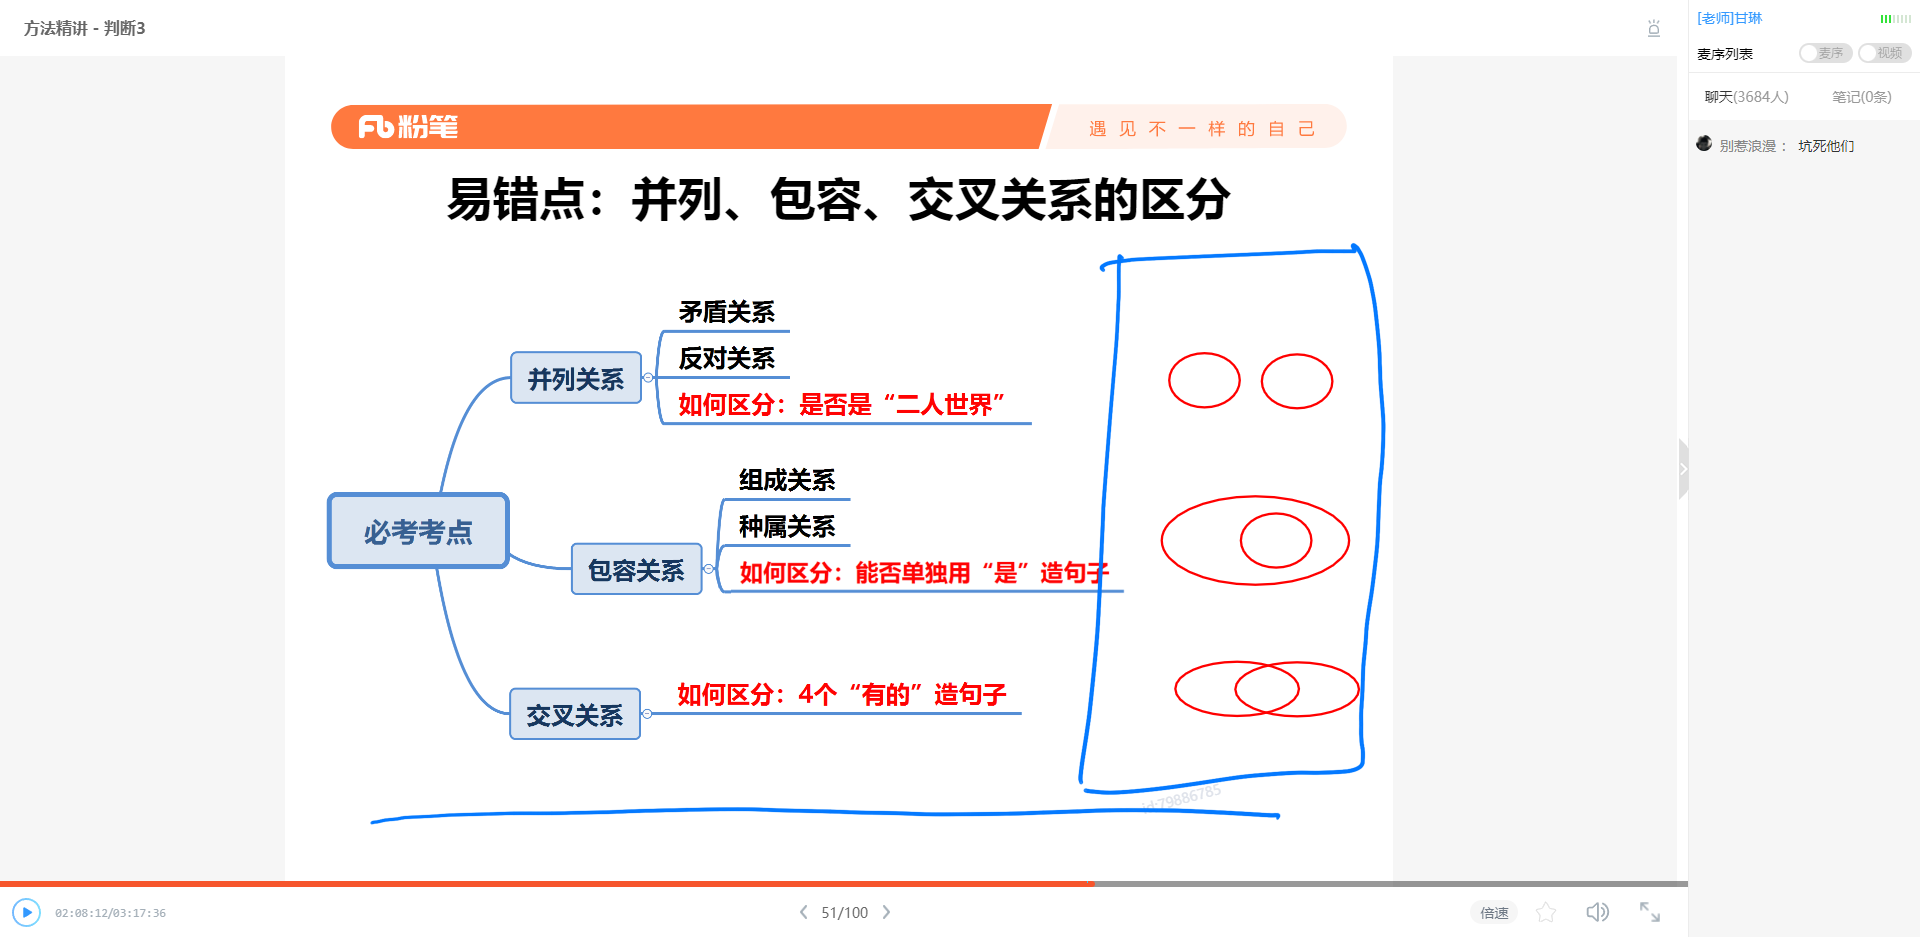 方法精讲 - 判断3
Fb粉笔
遇见不一样的自己
易错点：并列、包容、交叉关系的区分
矛盾关系
反对关系
并列关系
如何区分：是否是“二人世界”
组成关系
种属关系
必考考点
包容关系
如何区分：能否单独用“是”造句子
如何区分：4个“有的”造句子
交叉关系
id:79886785
02:08:12/03:17:36
51/100
倍速
[老师]甘琳
麦序列表
麦序
视频
聊天(3684人)
笔记(0条)
别惹浪漫： 坑死他们